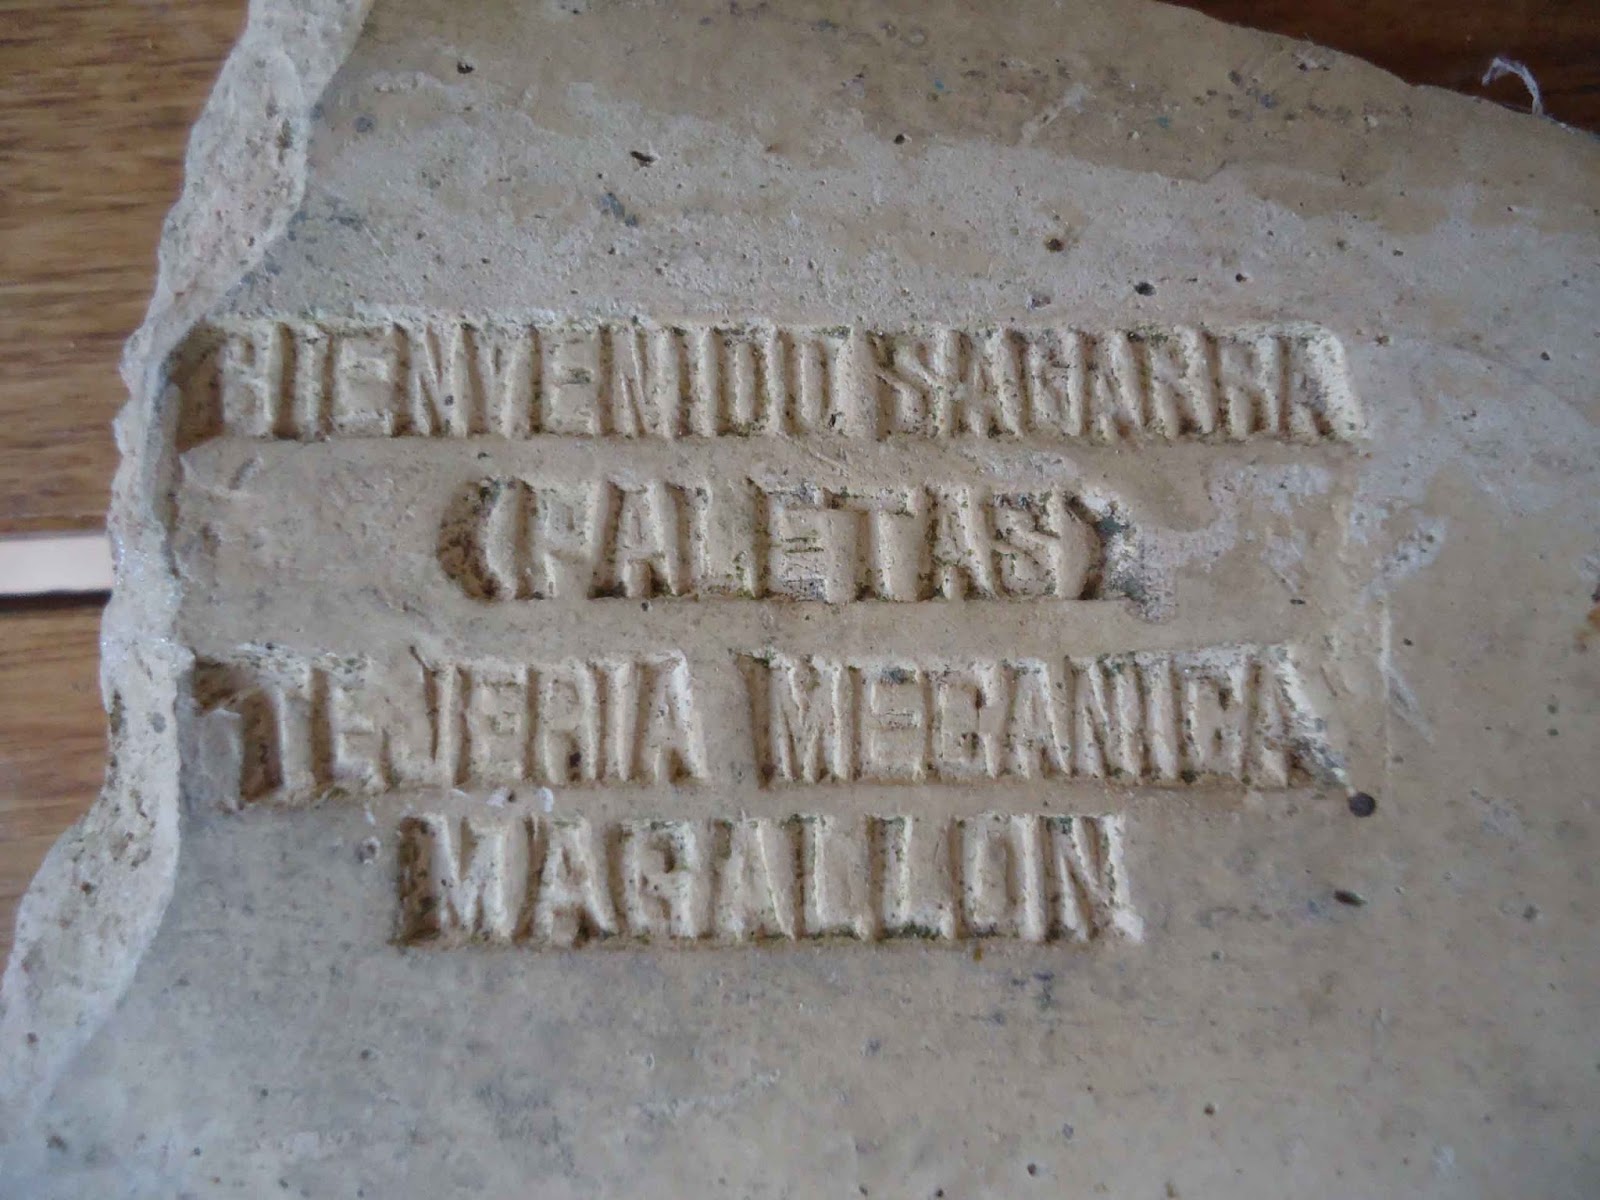 BIENVENIDO SAGARRA
(PALETAS)
TEJERIA MECANICA
MAGALLON